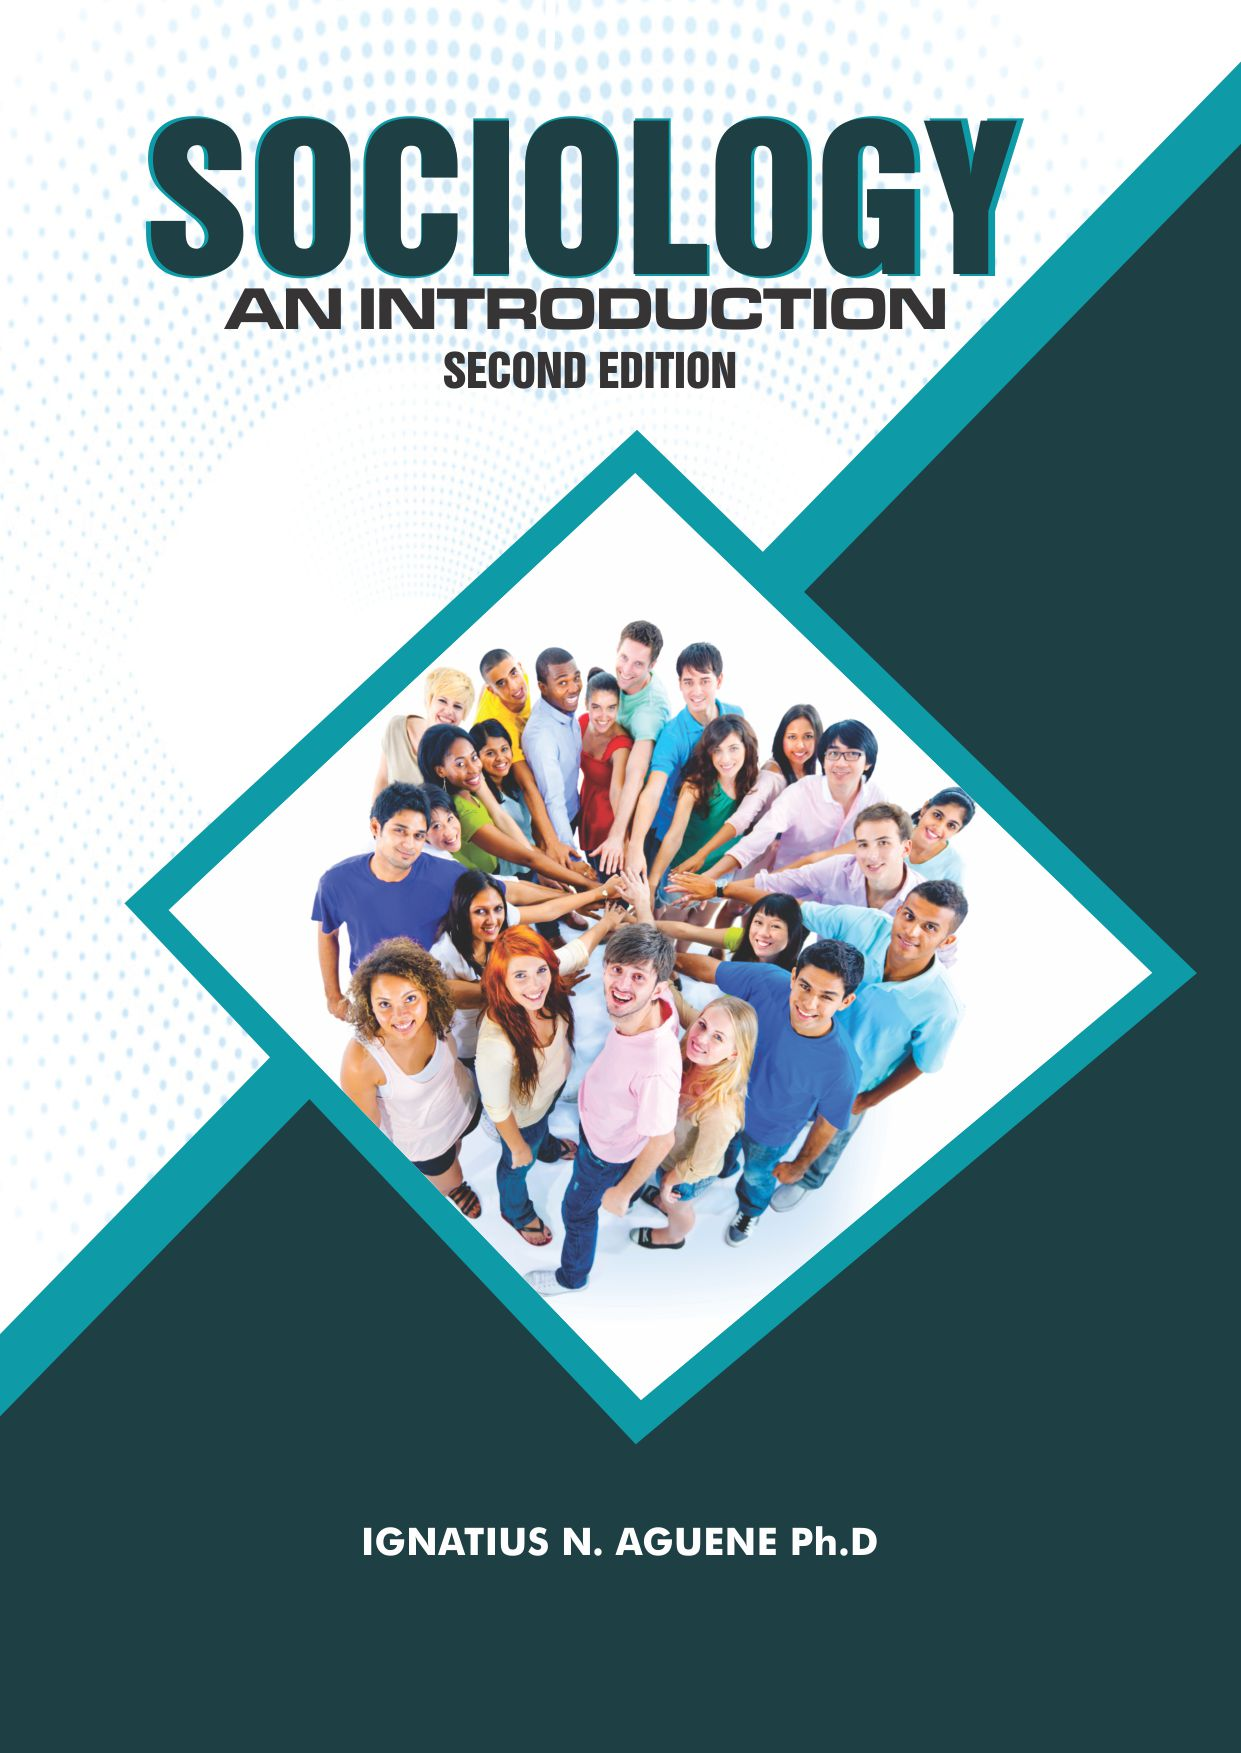 SOCIOLOGY
AN INTRODUCTION
SECOND EDITION
IGNATIUS N. AGUENE Ph.D